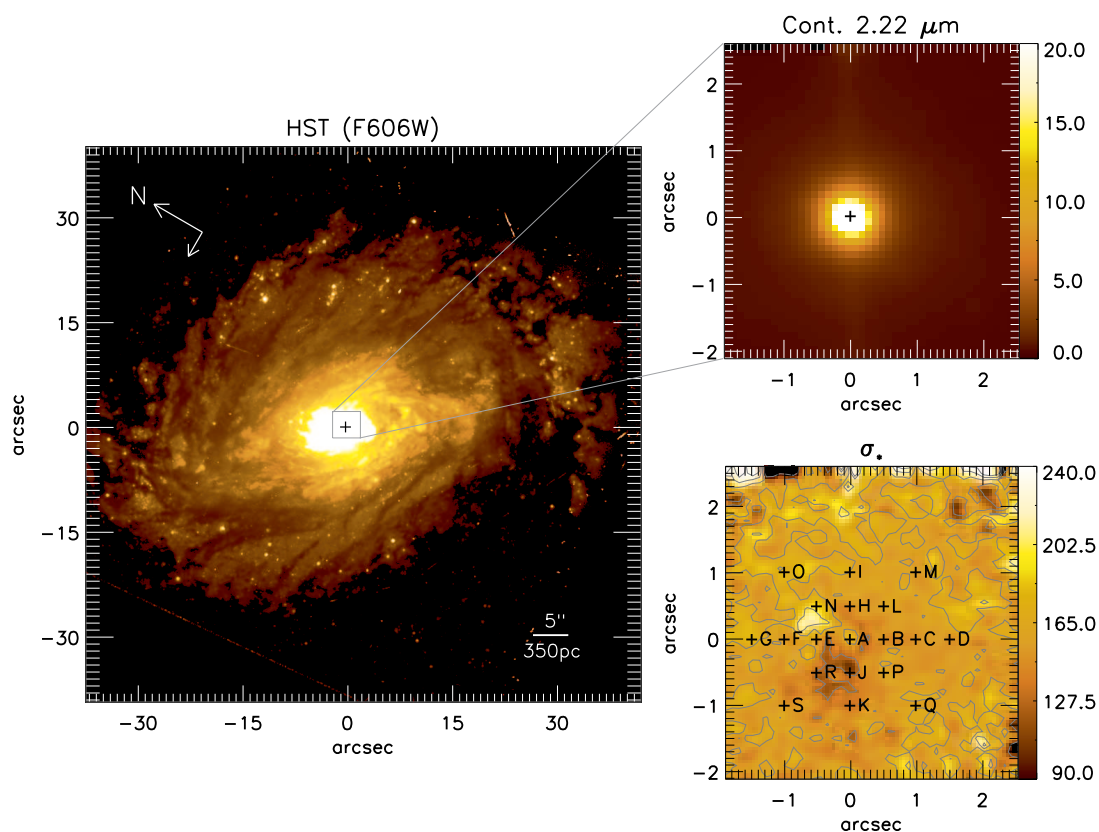 HST (F606W)
N
30
15
0
−15
−30
−30
−15
0
15
30
arcsec
arcsec
5''
350pc
Cont. 2.22 μm
2
1
0
−1
−2
−1
0
1
2
arcsec
arcsec
20.0
15.0
10.0
5.0
0.0
σ*
2
1
0
−1
−2
−1
0
1
2
arcsec
arcsec
240.0
202.5
165.0
127.5
90.0
+O +I +M
+N +H +L
+G +F +E +A +B +C +D
+R +J +P
+S +K +Q